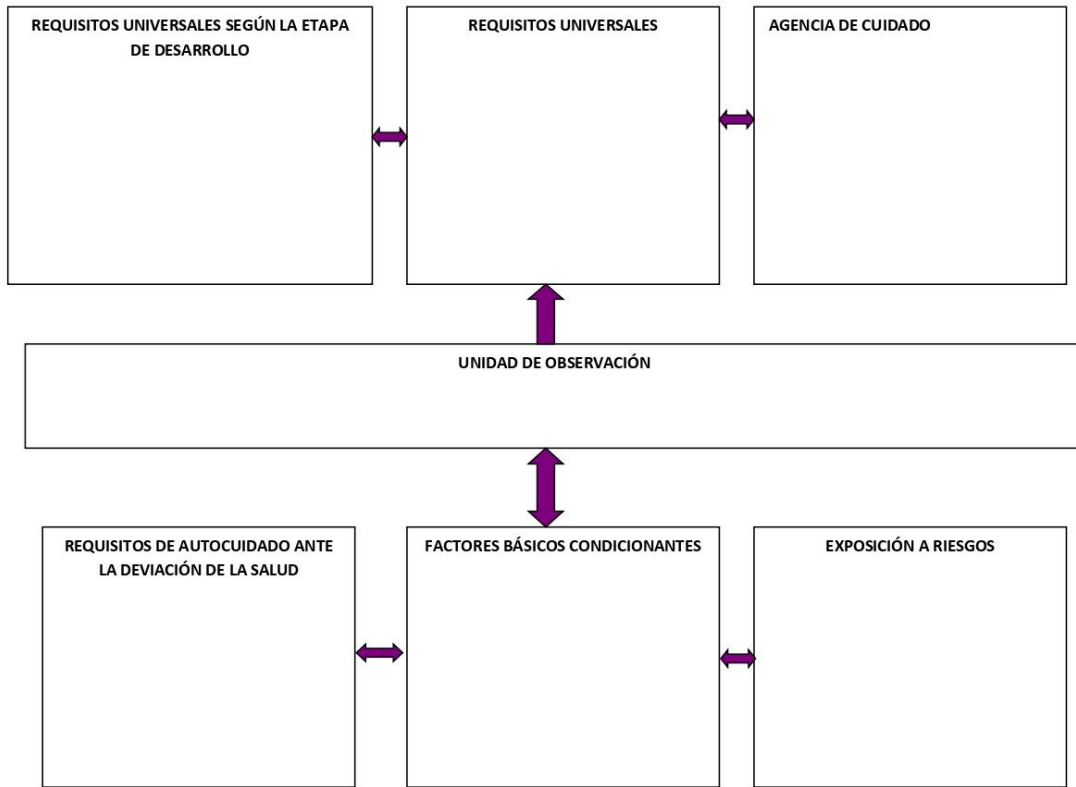 REQUISITOS UNIVERSALES SEGÚN LA ETAPA
DE DESARROLLO
REQUISITOS UNIVERSALES
AGENCIA DE CUIDADO
UNIDAD DE OBSERVACIÓN
REQUISITOS DE AUTOCUIDADO ANTE
LA DEVIACIÓN DE LA SALUD
FACTORES BÁSICOS CONDICIONANTES
EXPOSICIÓN A RIESGOS